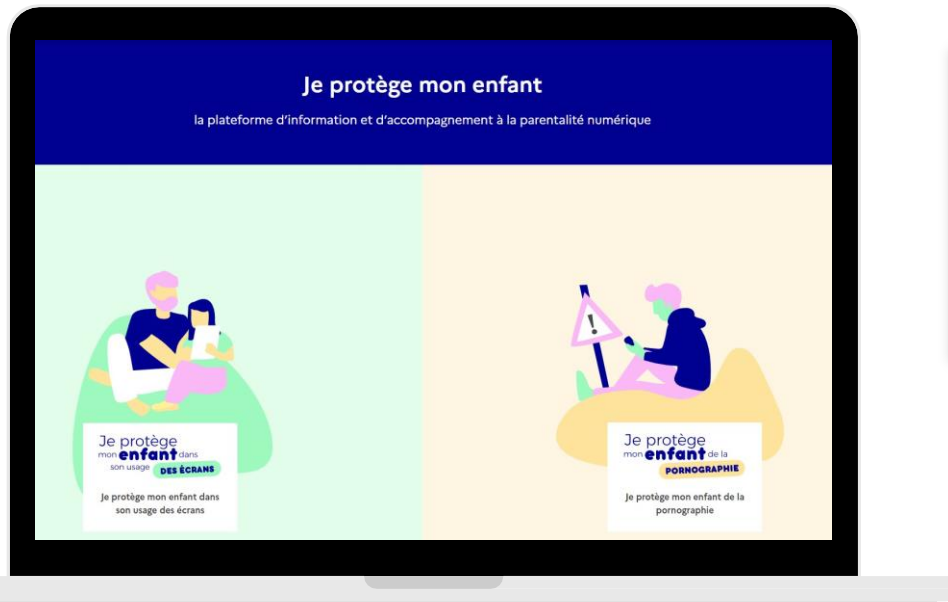 Je protège mon enfant
la plateforme d'information et d'accompagnement à la parentalité numérique
!
Je protège
mon enfant dans
son usage DES ÉCRANS
Je protège mon enfant dans
son usage des écrans
Je protège
mon enfant de la
PORNOGRAPHIE
Je protège mon enfant de la
pornographie